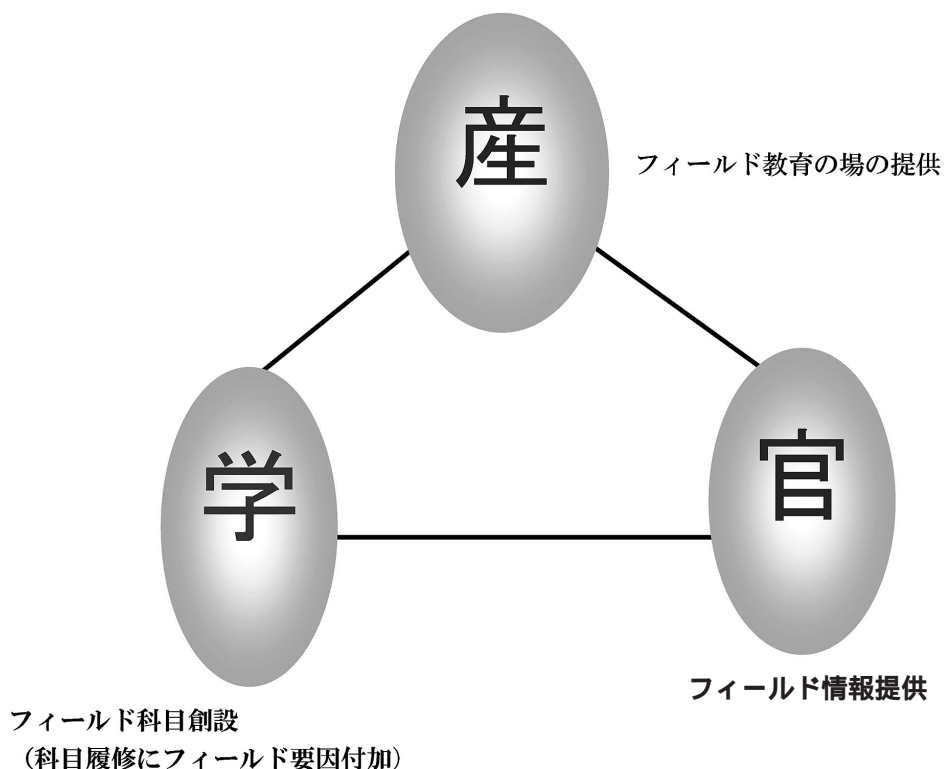 産
フィールド教育の場の提供
学
官
フィールド情報提供
フィールド科目創設
（科目履修にフィールド要因付加）